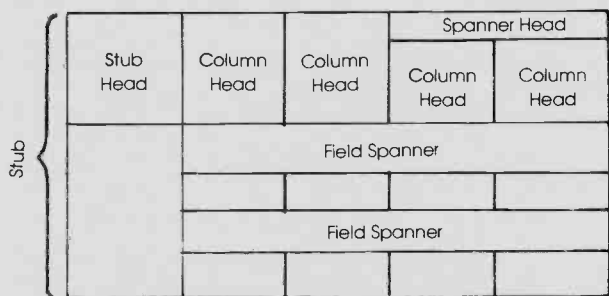 Spanner Head
Stub
Head
Column
Head
Column
Head
Column
Head
Column
Head
Stub
Field Spanner
Field Spanner